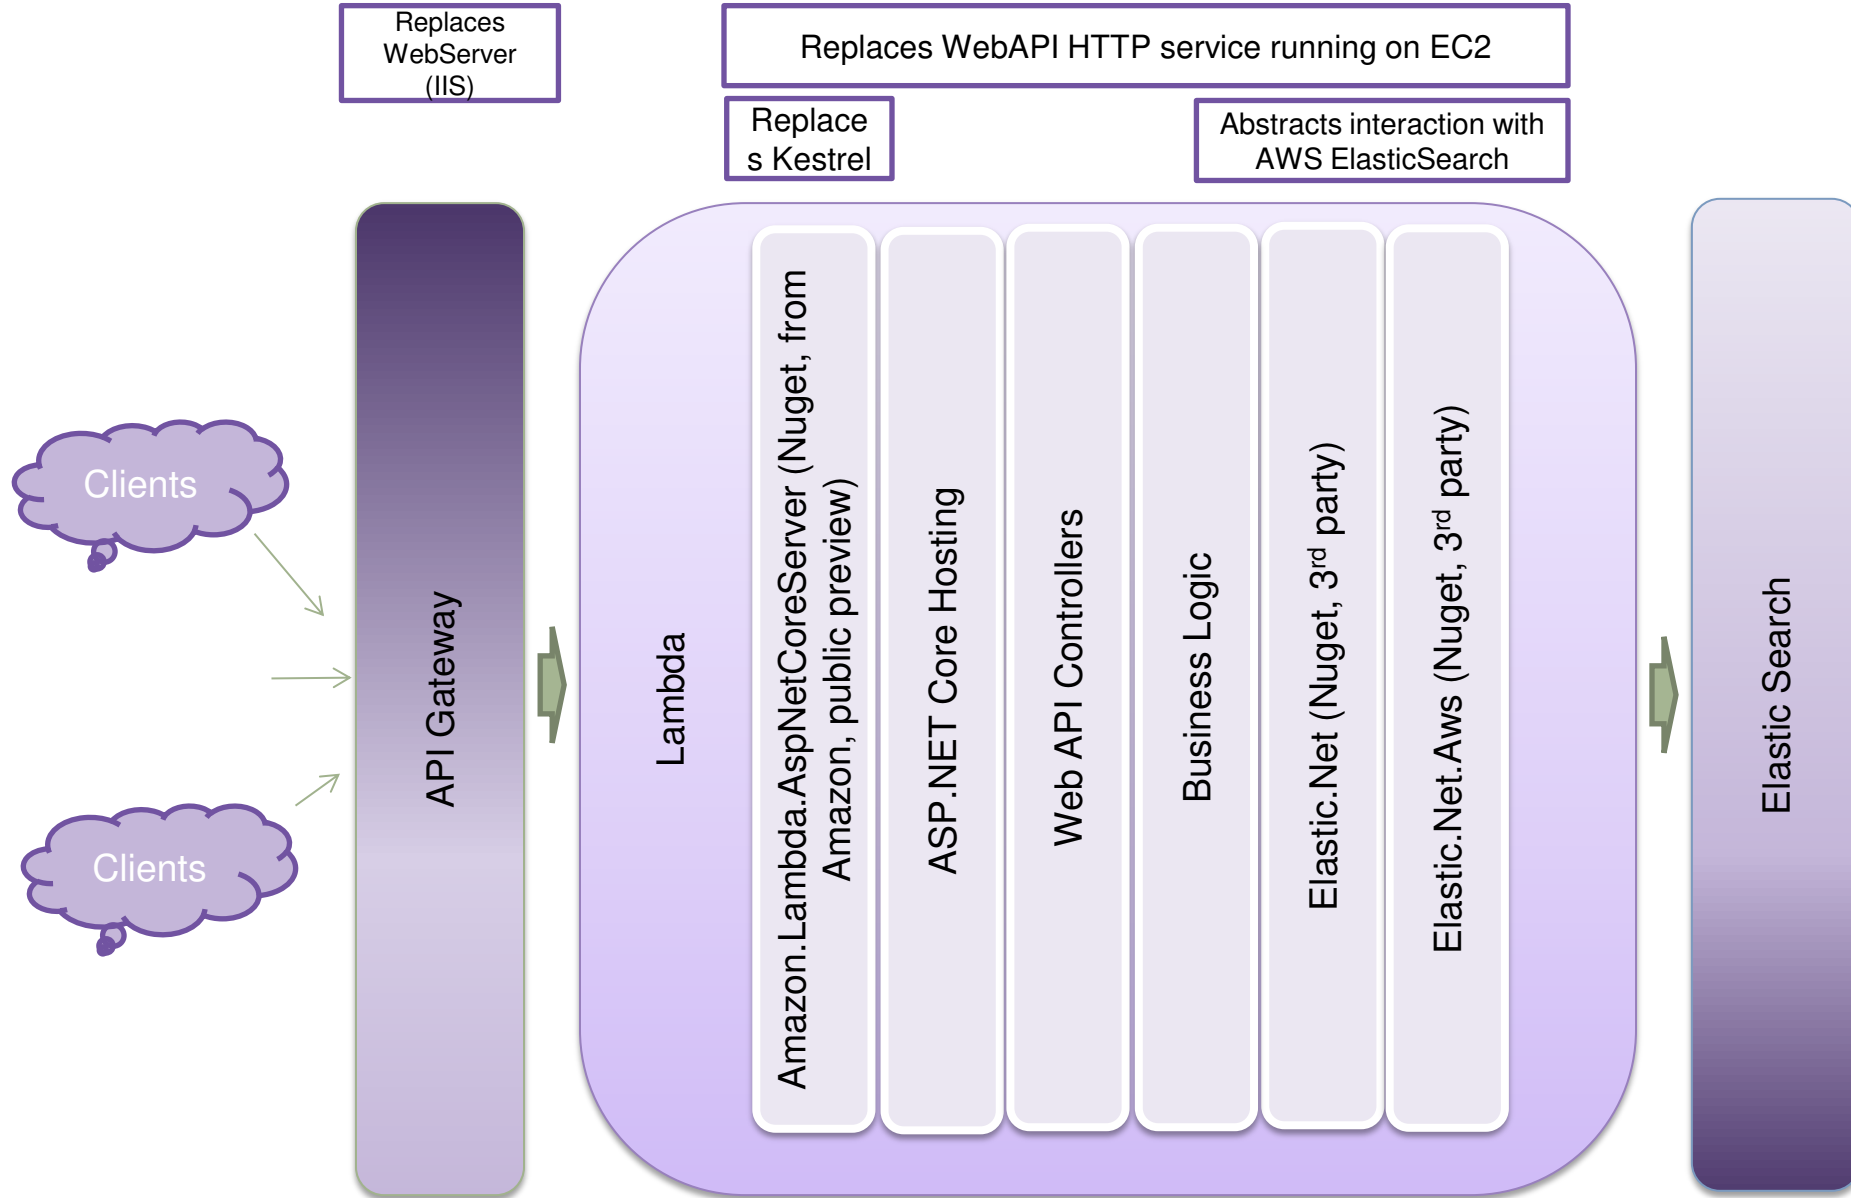 Replaces
WebServer
(IIS)
Replaces WebAPI HTTP service running on EC2
Replace
s Kestrel
Abstracts interaction with
AWS ElasticSearch
Clients
Clients
API Gateway
Lambda
Amazon.Lambda.AspNetCoreServer (Nuget, from
Amazon, public preview)
ASP.NET Core Hosting
Web API Controllers
Business Logic
Elastic.Net (Nuget, 3rd party)
Elastic.Net.Aws (Nuget, 3rd party)
Elastic Search